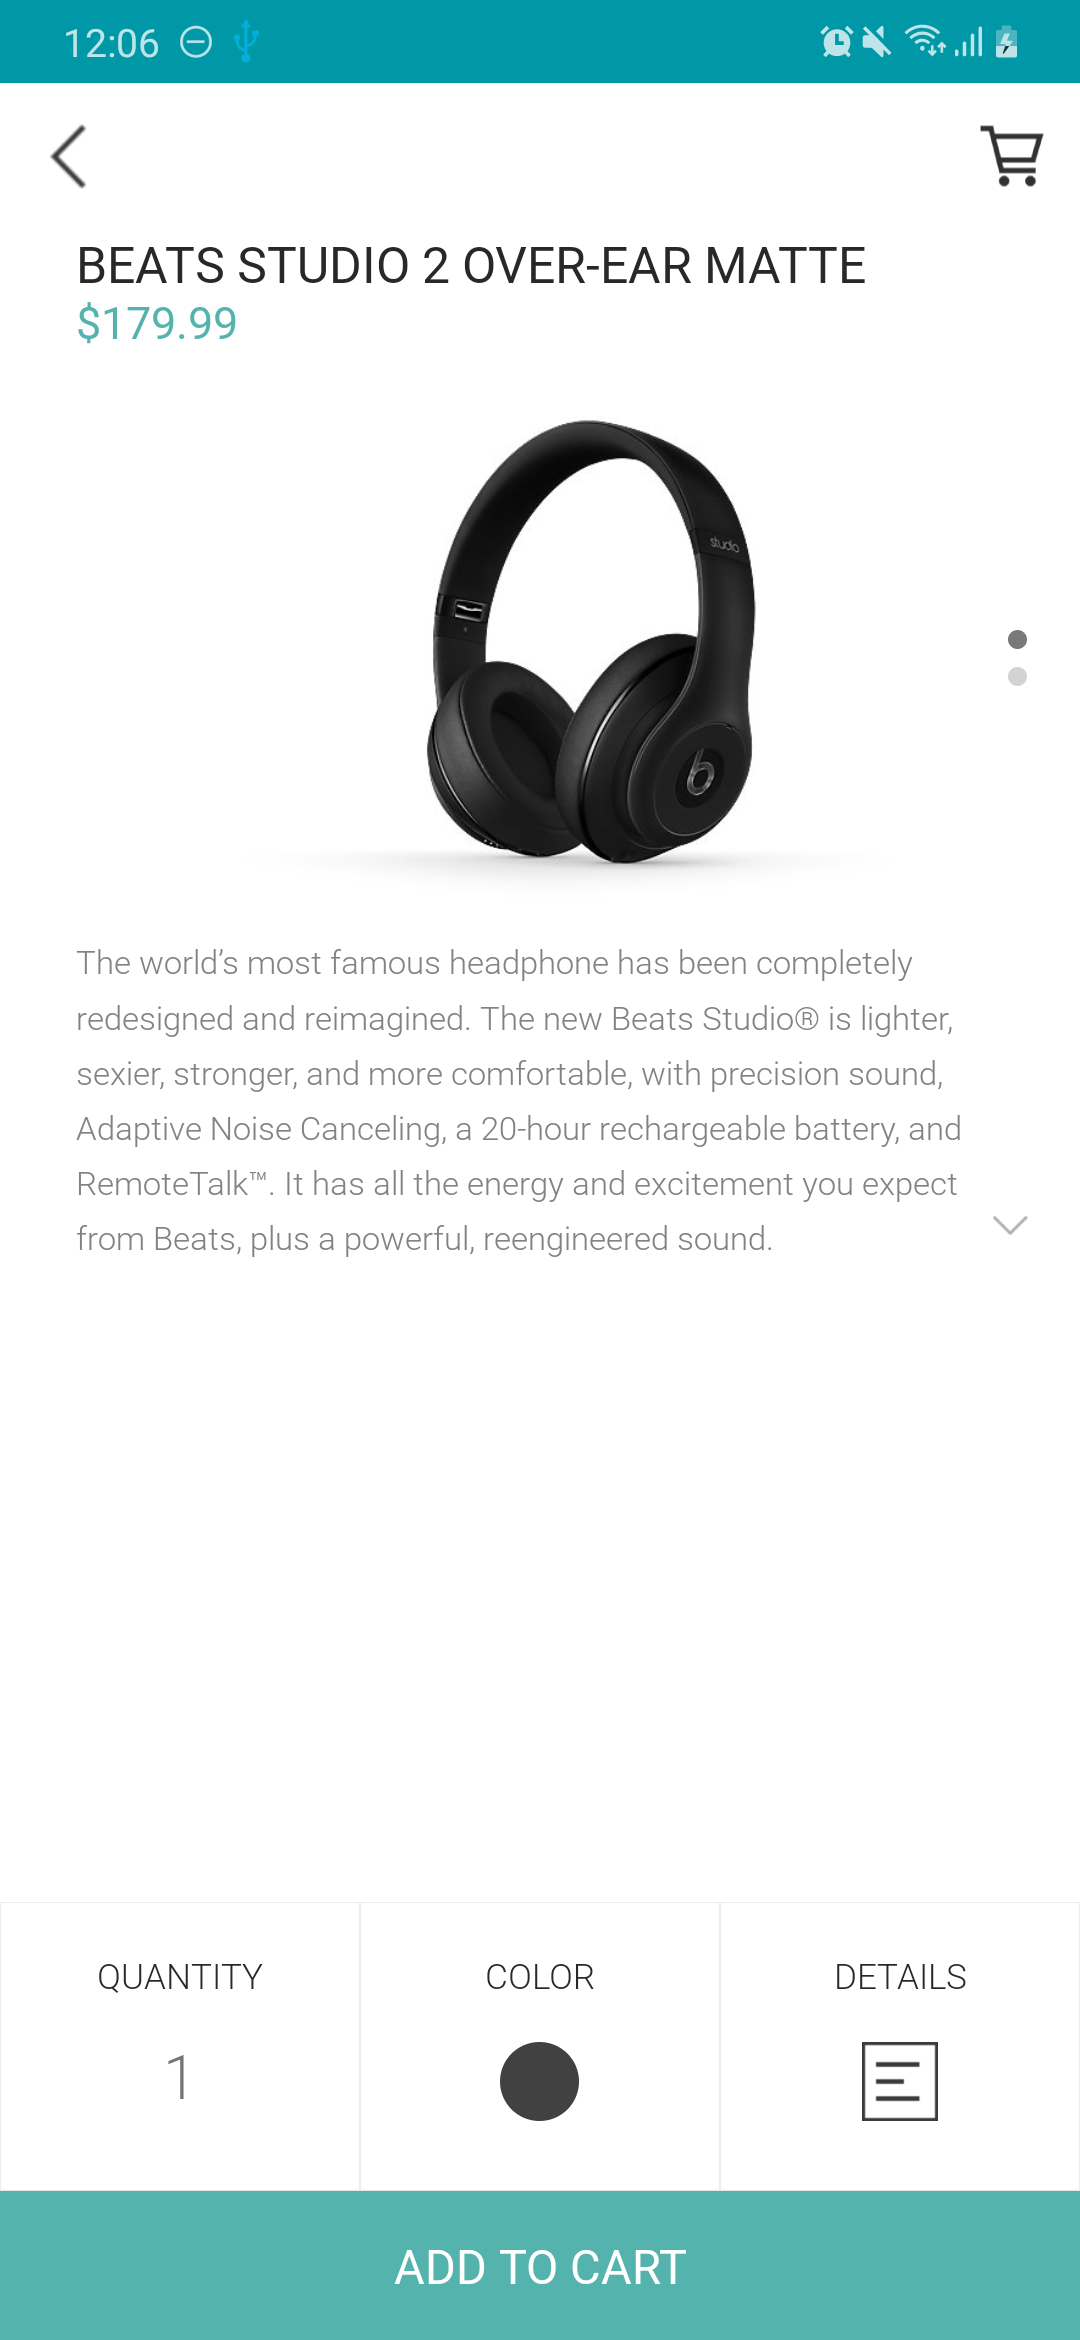 12:06
BEATS STUDIO 2 OVER-EAR MATTE
$179.99
studio
b
The world’s most famous headphone has been completely
redesigned and reimagined. The new Beats Studio® is lighter,
sexier, stronger, and more comfortable, with precision sound,
Adaptive Noise Canceling, a 20-hour rechargeable battery, and
RemoteTalk™. It has all the energy and excitement you expect
from Beats, plus a powerful, reengineered sound.
QUANTITY COLOR DETAILS
1
ADD TO CART